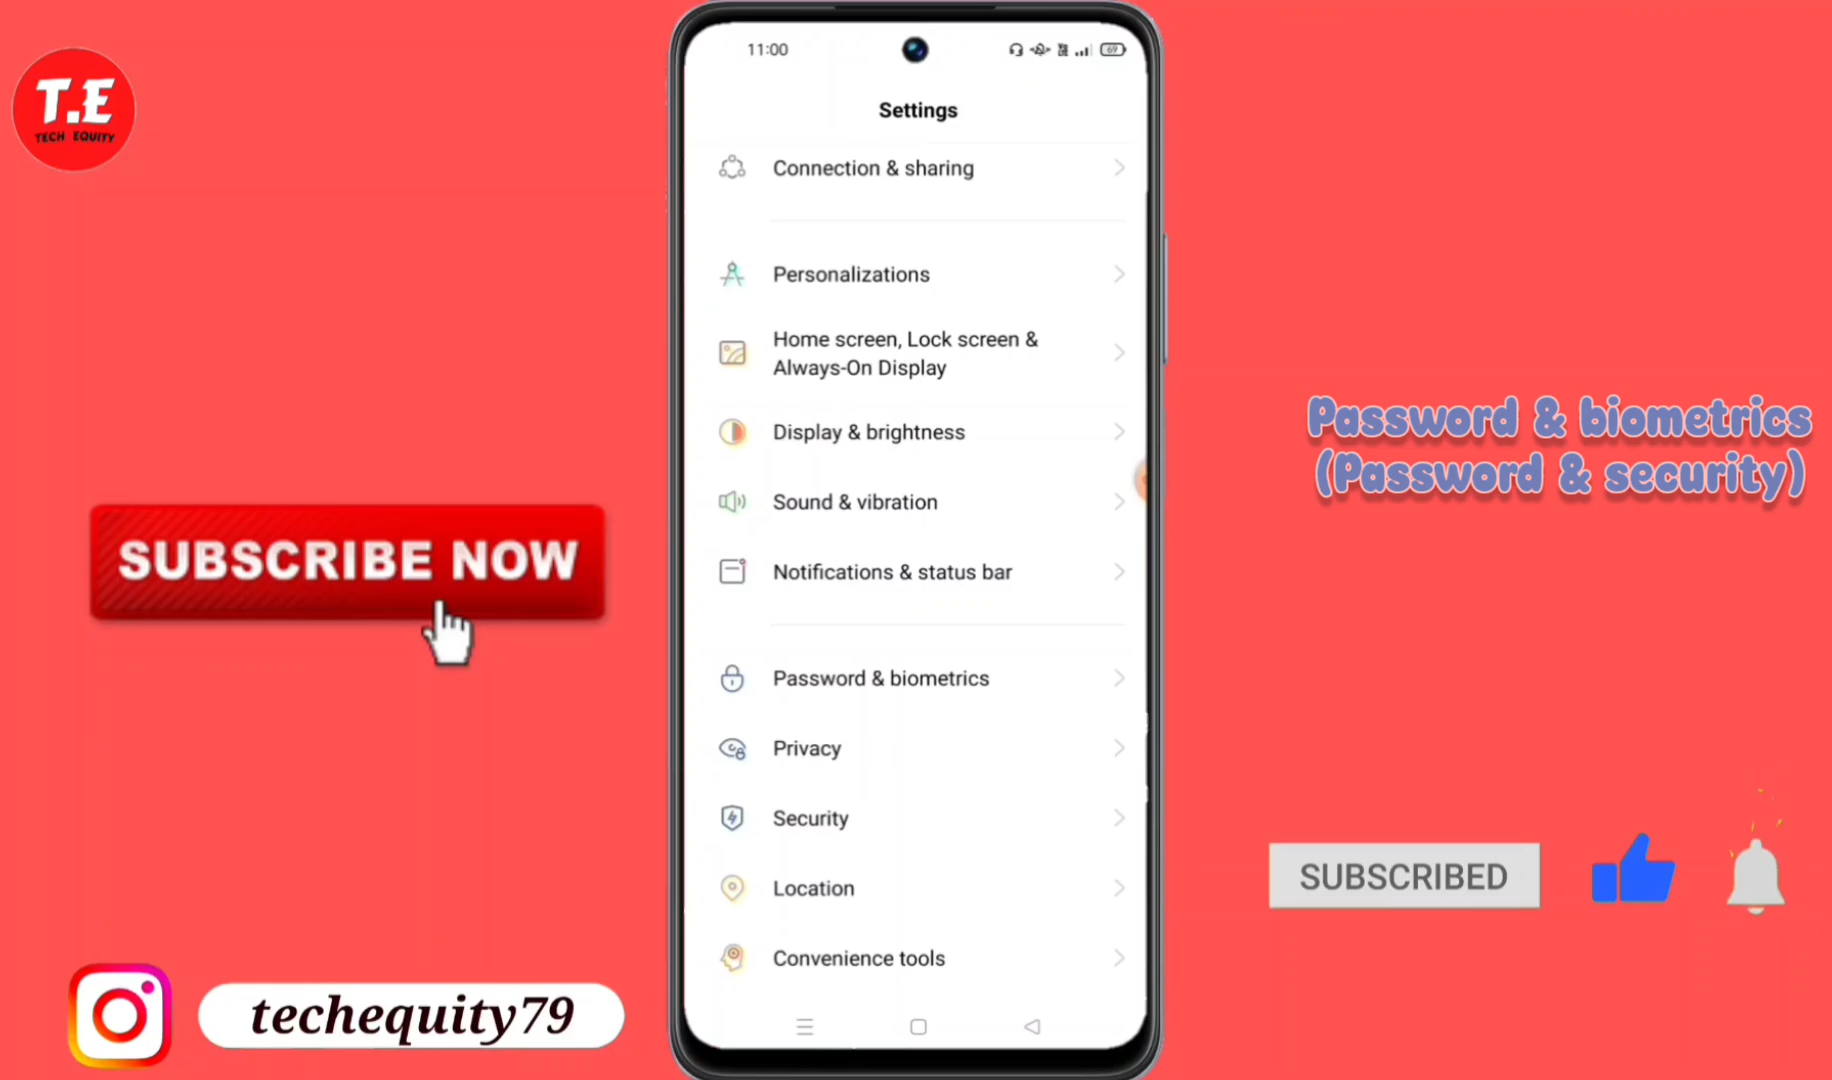 T.E
TECH EQUITY
11:00
69
Settings
Connection & sharing
Personalizations
Home screen, Lock screen &
Always-On Display
Display & brightness
Sound & vibration
Notifications & status bar
Password & biometrics
Privacy
Security
Location
Convenience tools
SUBSCRIBE NOW
techequity79
Password & biometrics
(Password & security)
SUBSCRIBED